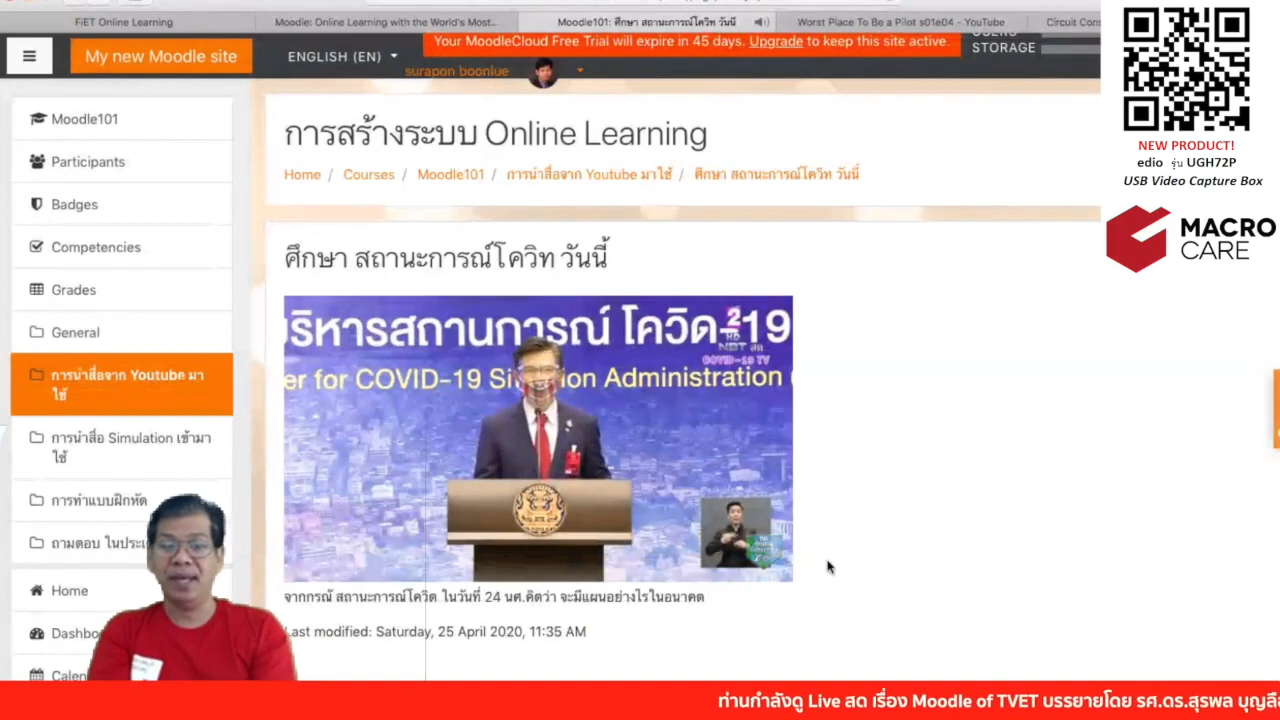 FiET Online Learning
Moodle: Online Learning with the World's Most...
Moodle101: ศึกษา สถานะการณ์โควิท วันนี้
Worst Place To Be a Pilot s01e04 - YouTube
Circuit Con
My new Moodle site
ENGLISH (EN)
Your MoodleCloud Free Trial will expire in 45 days. Upgrade to keep this site active.
surapon boonlue
STORAGE
NEW PRODUCT!
edio รุ่น UGH72P
USB Video Capture Box
MACRO
CARE
Moodle101
Participants
Badges
Competencies
Grades
General
การนำสื่อจาก Youtube มา
ใช้
การนำสื่อ Simulation เข้ามา
ใช้
การทำแบบฝึกหัด
ถามตอบ ในประเ
Home
Dashbo
Calen
การสร้างระบบ Online Learning
Home / Courses / Moodle101 / การนำสื่อจาก Youtube มาใช้ / ศึกษา สถานะการณ์โควิท วันนี้
ศึกษา สถานะการณ์โควิท วันนี้
บริหารสถานการณ์ โควิด-19
2
HD
NBT สด
COVID-19 TV
er for COVID-19 Si ion Administration
จากกรณั สถานะการณ์โควิด ในวันที่ 24 นศ.คิดว่า จะมีแผนอย่างไรในอนาคต
Last modified: Saturday, 25 April 2020, 11:35 AM
ท่านกำลังดู Live สด เรื่อง Moodle of TVET บรรยายโดย รศ.ดร.สุรพล บุญลือ